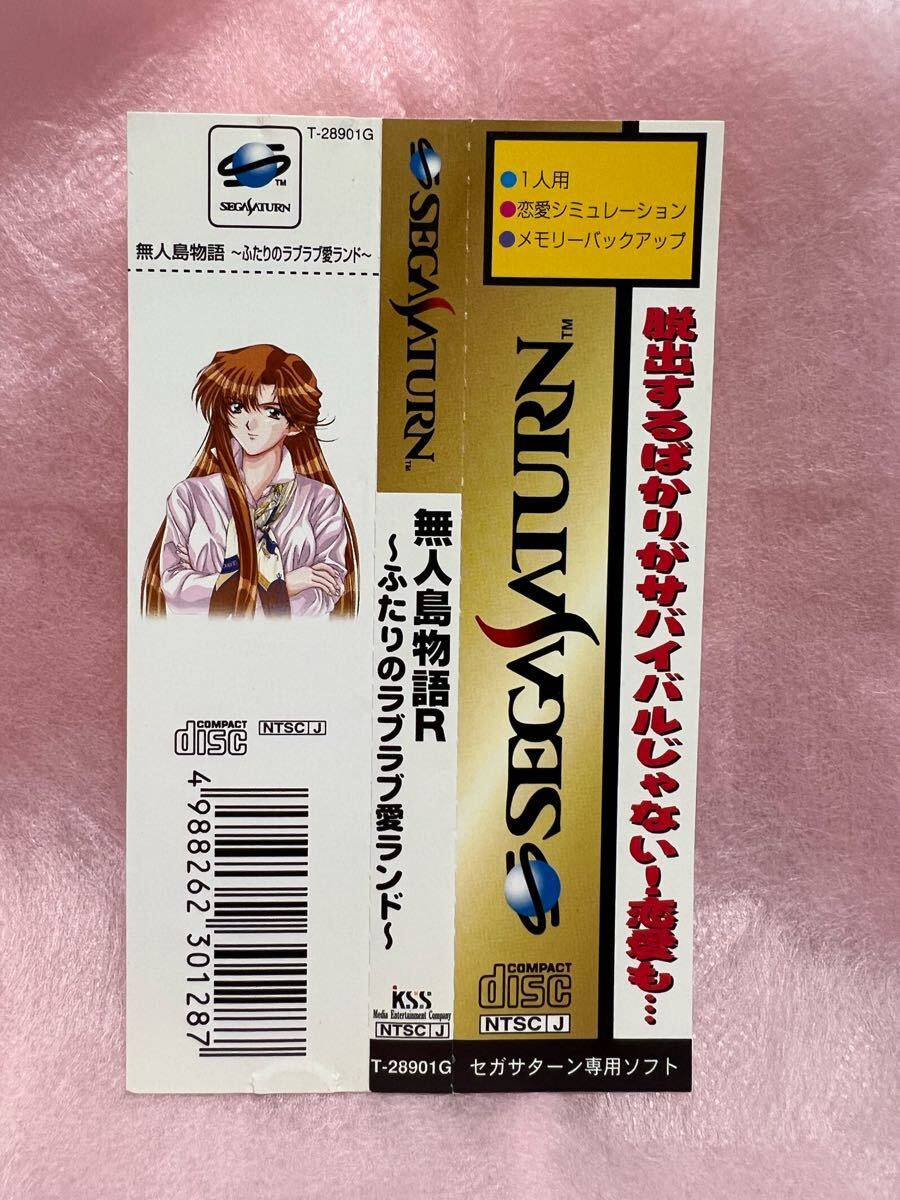 T-28901G
SEGASATURN
TM
無人島物語 〜ふたりのラブラブ愛ランド〜
COMPACT
disc
NTSC J
4 988262 301287
SEGASATURN
TM
無人島物語R
〜ふたりのラブラブ愛ランド〜
KSS
Media Entertainment Company
NTSC J
T-28901G
●1人用
●恋愛シミュレーション
●メモリーバックアップ
SEGASATURN
TM
COMPACT
disc
NTSC J
脱出するばかりがサバイバルじゃない!恋愛も…
セガサターン専用ソフト